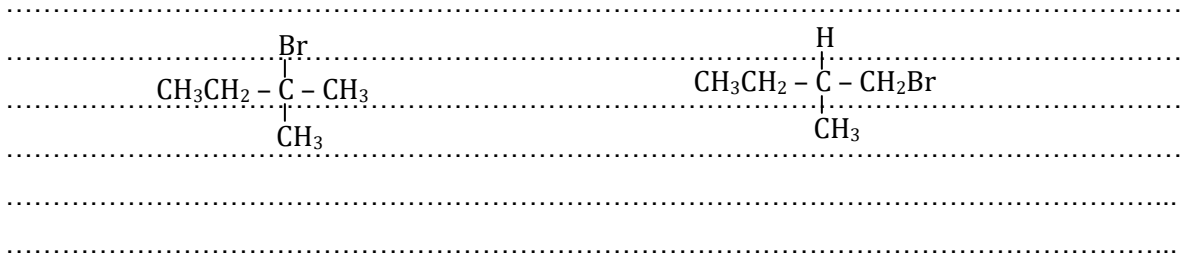 Br H
CH₃CH₂ – C – CH₃ CH₃CH₂ – C – CH₂Br
CH₃ CH₃